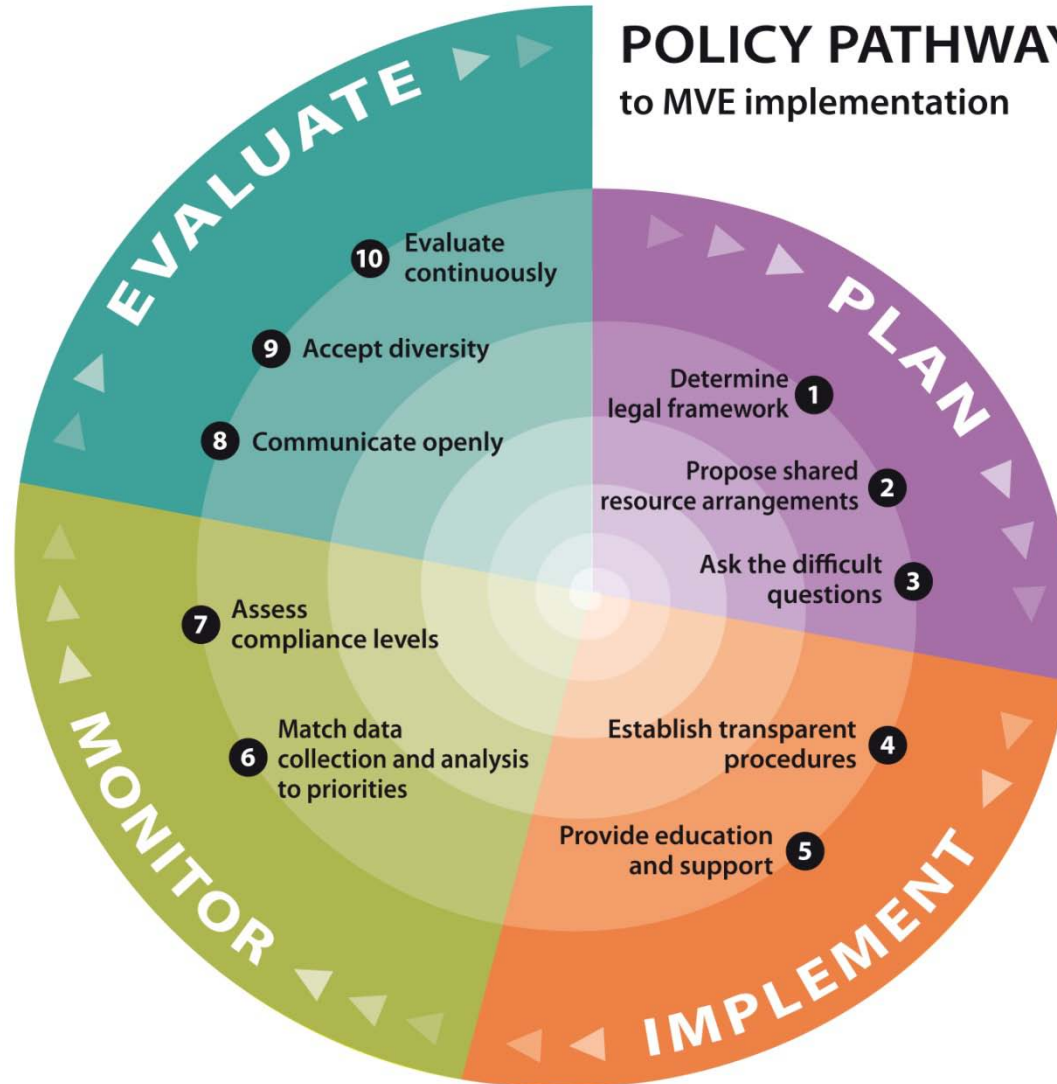 POLICY PATHWAY
to MVE implementation
PLAN
1
Determine
legal framework
2
Propose shared
resource arrangements
3
Ask the difficult
questions
IMPLEMENT
4
Establish transparent
procedures
5
Provide education
and support
MONITOR
6
Match data
collection and analysis
to priorities
7
Assess
compliance levels
EVALUATE
8
Communicate openly
9
Accept diversity
10
Evaluate
continuously